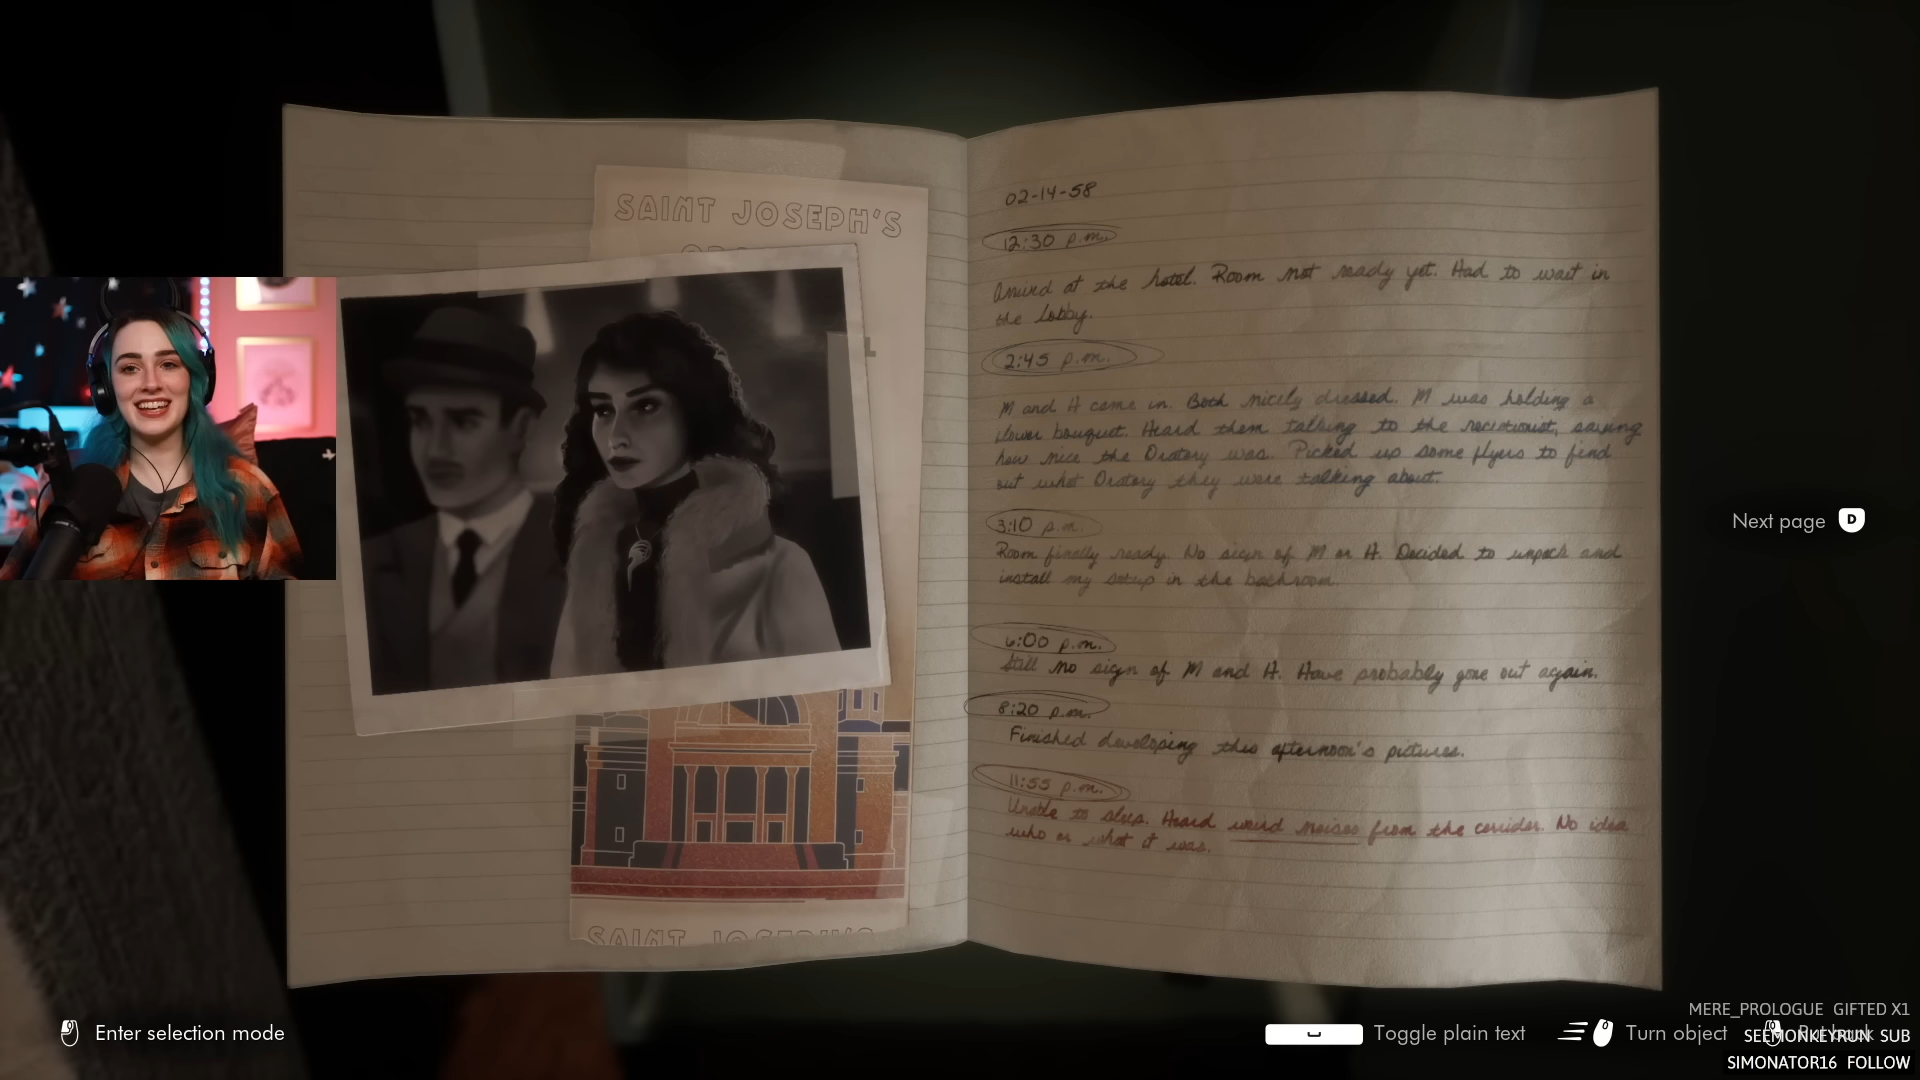 SAINT JOSEPH'S
SAINT JOSEPH'S
02-14-58
12:30 p.m.
Arrived at the hotel. Room not ready yet. Had to wait in
the lobby.
2:45 p.m.
M and H come in. Both nicely dressed. M was holding a
flower bouquet. Heard them talking to the receptionist, saying
how nice the Oratory was. Picked up some flyers to find
out what Oratory they were talking about.
3:10 p.m.
Room finally ready. No sign of M or H. Decided to unpack and
install my setup in the bathroom.
6:00 p.m.
Still no sign of M and H. Have probably gone out again.
8:20 p.m.
Finished developing this afternoon's pictures.
11:55 p.m.
Unable to sleep. Heard weird noises from the corridor. No idea
who or what it was.
Next page D
Enter selection mode
Toggle plain text
Turn object
MERE_PROLOGUE GIFTED X1
SEEMONKEYRUN SUB
SIMONATOR16 FOLLOW